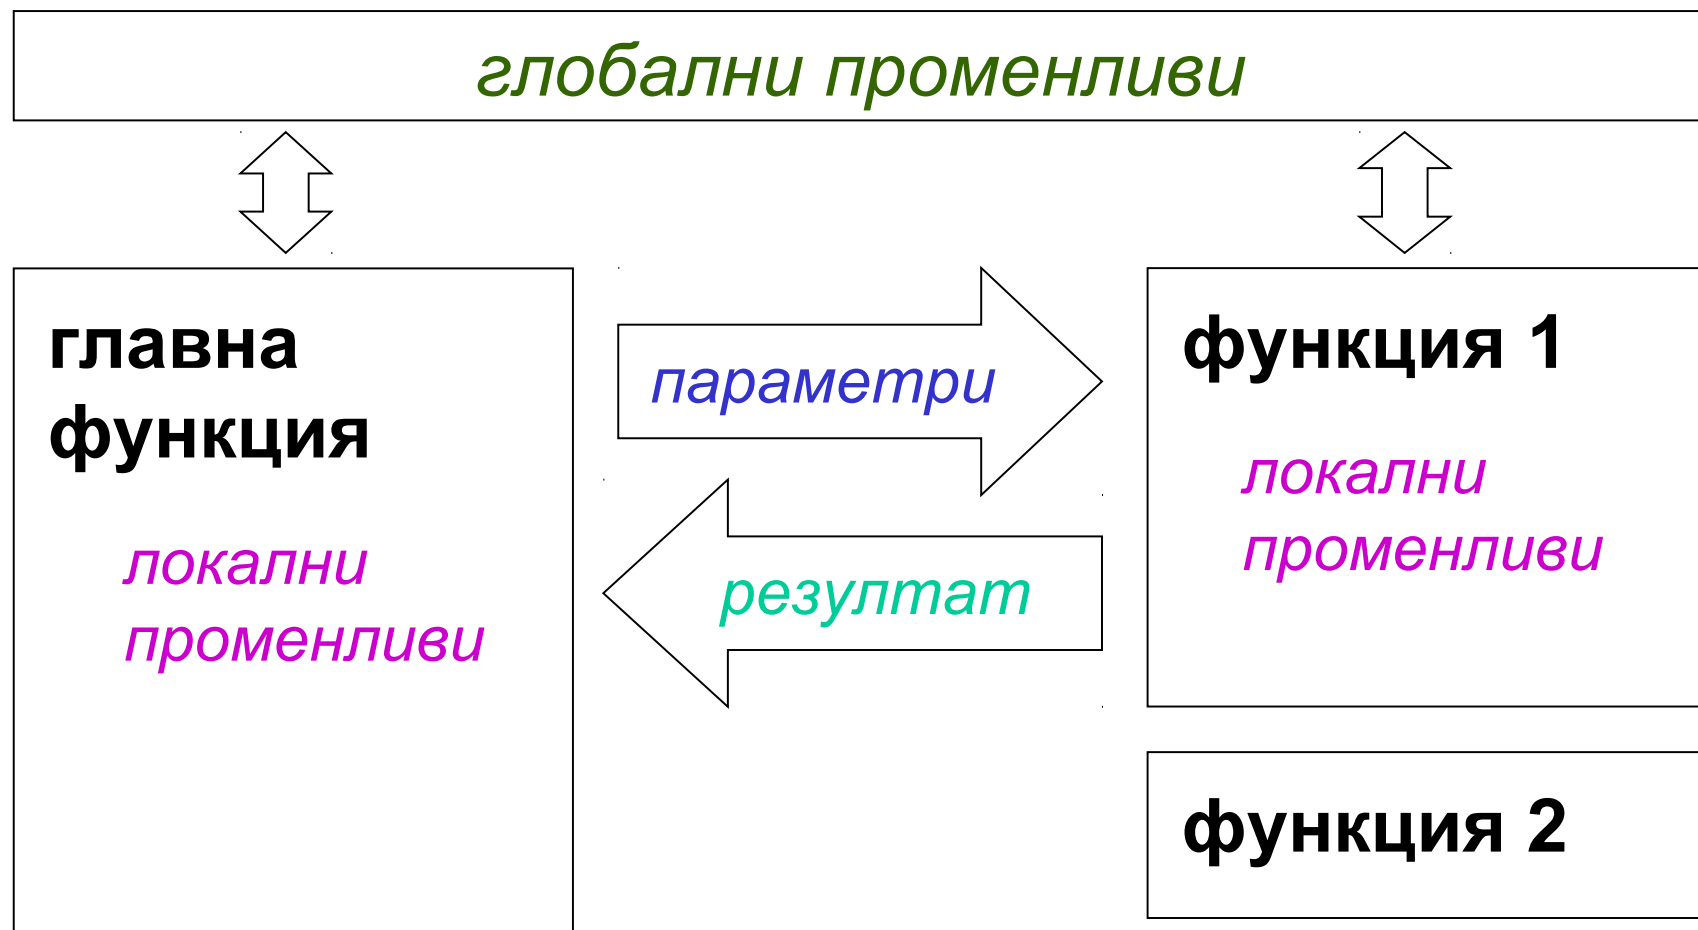 глобални променливи
главна
функция
локални
променливи
параметри
резултат
функция 1
локални
променливи
функция 2